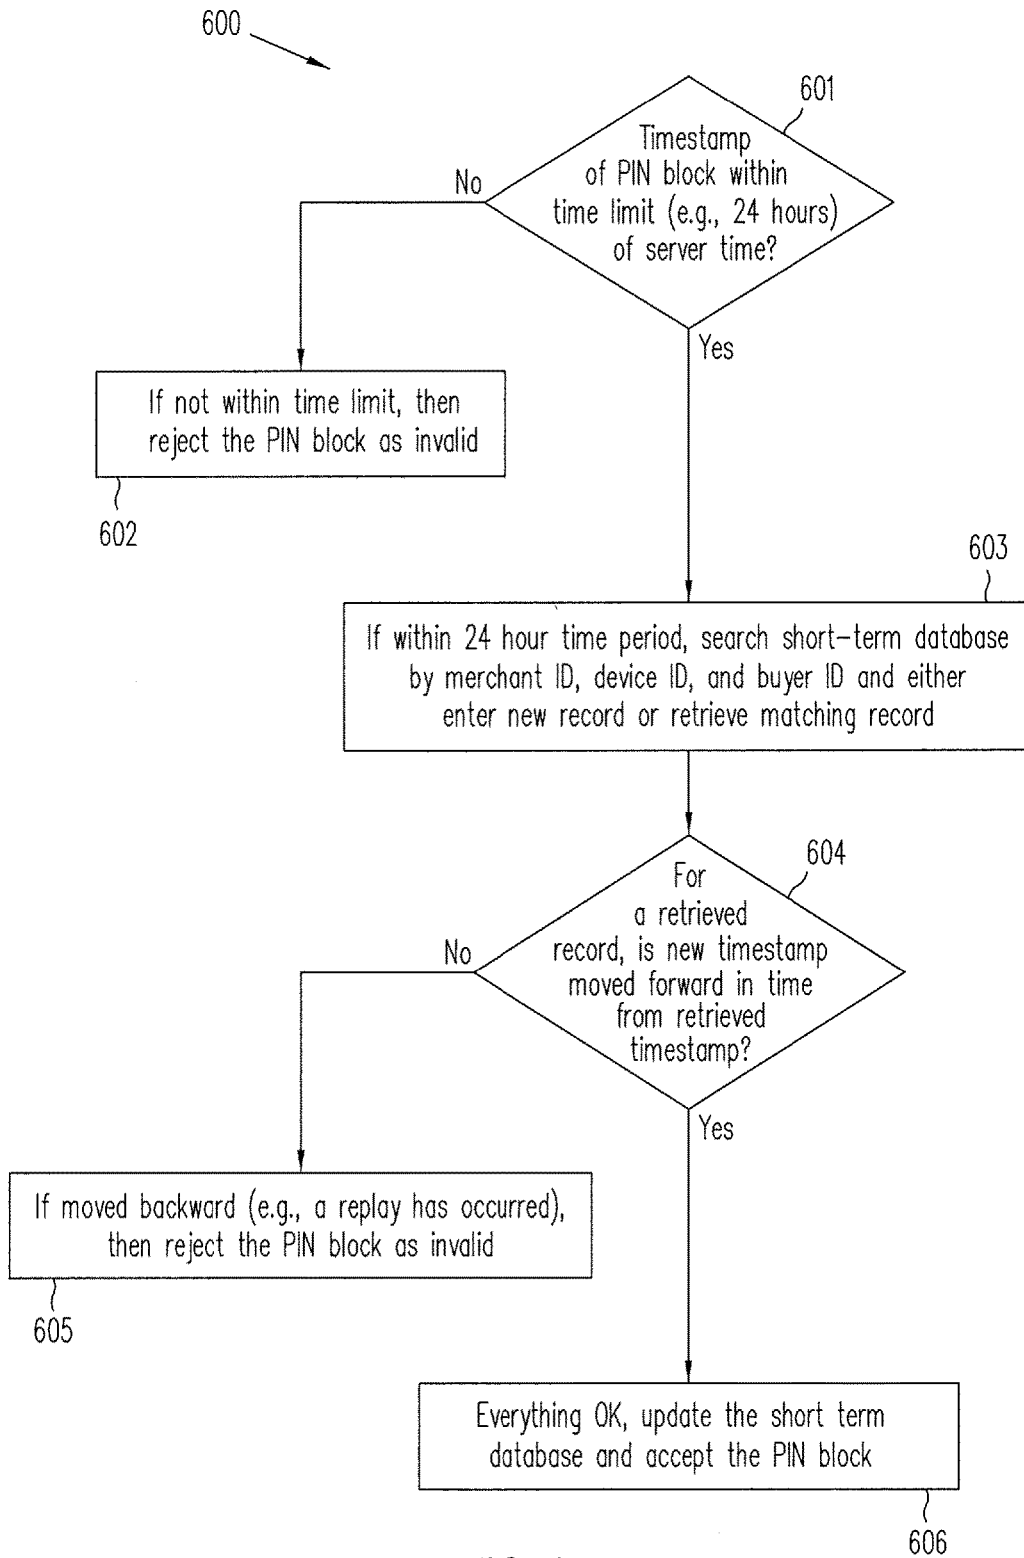 600
601
Timestamp
of PIN block within
time limit (e.g., 24 hours)
of server time?
No
Yes
If not within time limit, then
reject the PIN block as invalid
602
603
If within 24 hour time period, search short-term database
by merchant ID, device ID, and buyer ID and either
enter new record or retrieve matching record
604
For
a retrieved
record, is new timestamp
moved forward in time
from retrieved
timestamp?
No
Yes
If moved backward (e.g., a replay has occurred),
then reject the PIN block as invalid
605
Everything OK, update the short term
database and accept the PIN block
606